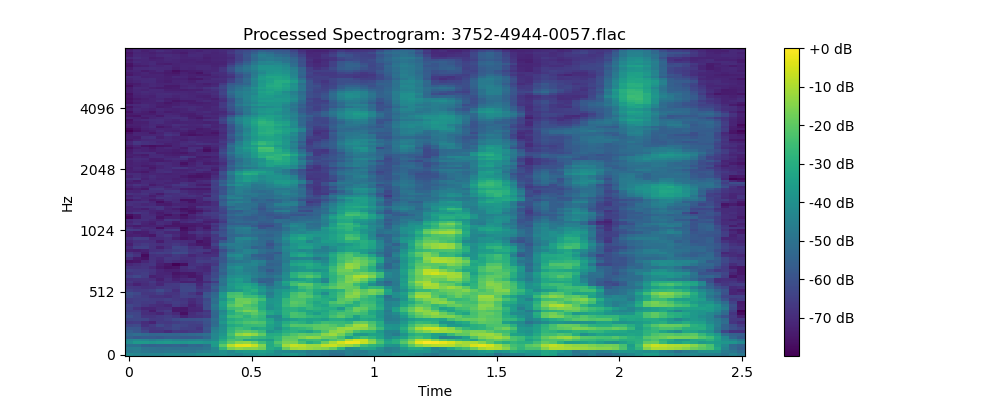 Processed Spectrogram: 3752-4944-0057.flac
+0 dB
-10 dB
-20 dB
-30 dB
-40 dB
-50 dB
-60 dB
-70 dB
4096
2048
1024
512
0
Hz
0
0.5
1
1.5
2
2.5
Time